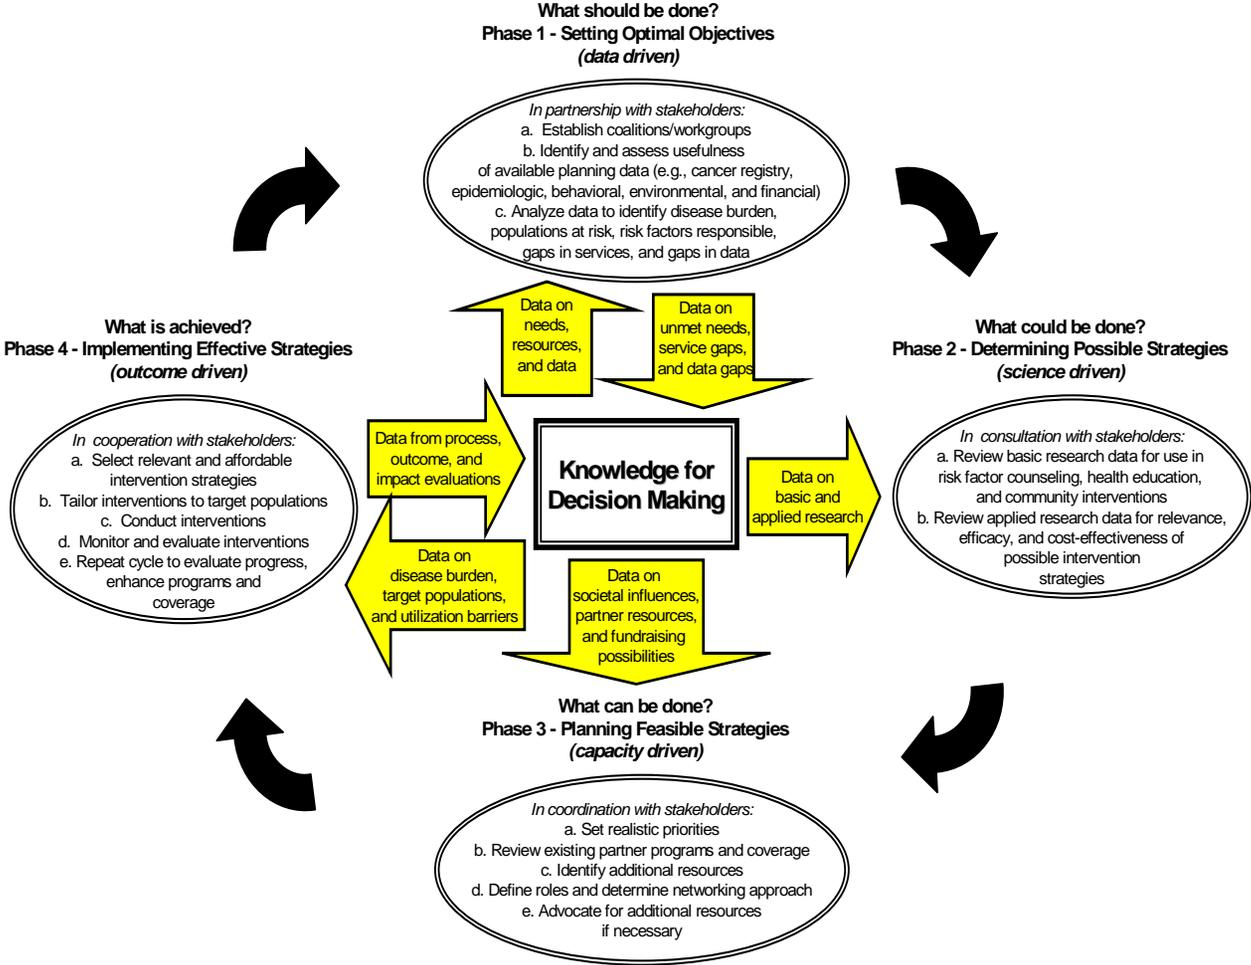 What should be done?
Phase 1 - Setting Optimal Objectives
(data driven)
In partnership with stakeholders:
a. Establish coalitions/workgroups
b. Identify and assess usefulness
of available planning data (e.g., cancer registry,
epidemiologic, behavioral, environmental, and financial)
c. Analyze data to identify disease burden,
populations at risk, risk factors responsible,
gaps in services, and gaps in data
Data on
needs,
resources,
and data
Data on
unmet needs,
service gaps,
and data gaps
What is achieved?
Phase 4 - Implementing Effective Strategies
(outcome driven)
In cooperation with stakeholders:
a. Select relevant and affordable
intervention strategies
b. Tailor interventions to target populations
c. Conduct interventions
d. Monitor and evaluate interventions
e. Repeat cycle to evaluate progress,
enhance programs and
coverage
Data from process,
outcome, and
impact evaluations
Data on
disease burden,
target populations,
and utilization barriers
Knowledge for
Decision Making
Data on
basic and
applied research
What could be done?
Phase 2 - Determining Possible Strategies
(science driven)
In consultation with stakeholders:
a. Review basic research data for use in
risk factor counseling, health education,
and community interventions
b. Review applied research data for relevance,
efficacy, and cost-effectiveness of
possible intervention
strategies
Data on
societal influences,
partner resources,
and fundraising
possibilities
What can be done?
Phase 3 - Planning Feasible Strategies
(capacity driven)
In coordination with stakeholders:
a. Set realistic priorities
b. Review existing partner programs and coverage
c. Identify additional resources
d. Define roles and determine networking approach
e. Advocate for additional resources
if necessary